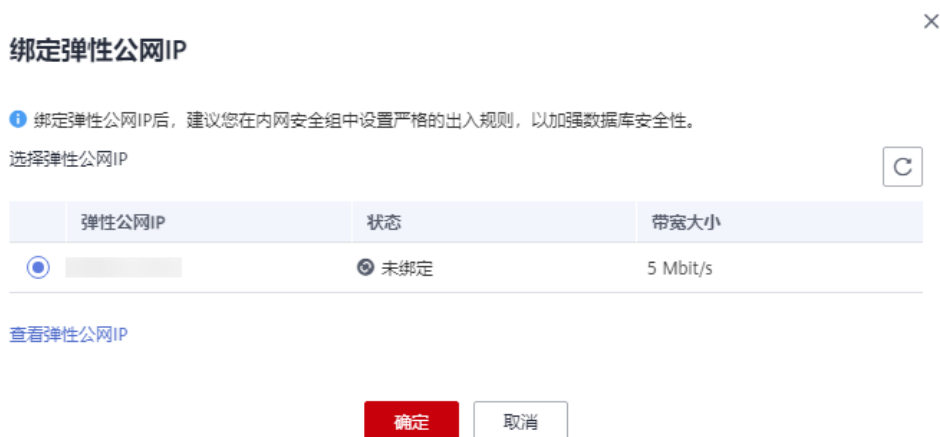 绑定弹性公网IP
绑定弹性公网IP后，建议您在内网安全组中设置严格的出入规则，以加强数据库安全性。
选择弹性公网IP
弹性公网IP 状态 带宽大小
未绑定 5 Mbit/s
查看弹性公网IP
确定 取消